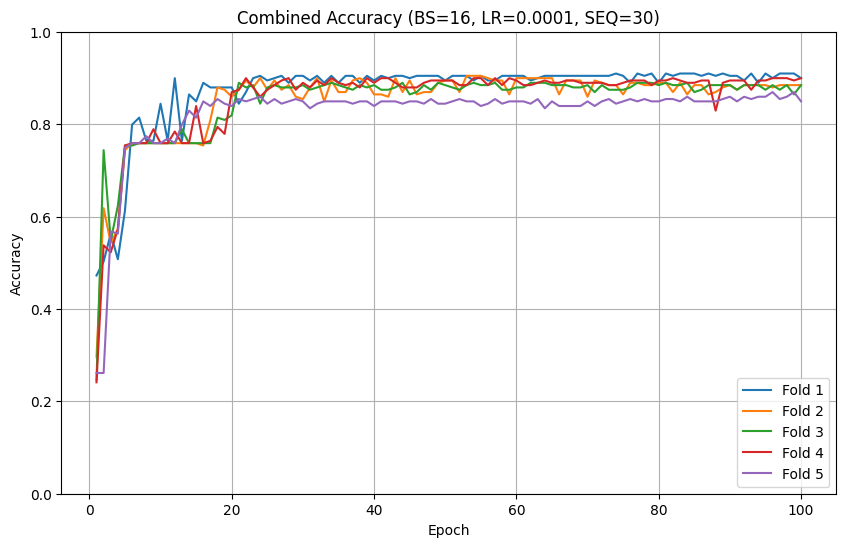 Combined Accuracy (BS=16, LR=0.0001, SEQ=30)
1.0
0.8
0.6
0.4
0.2
0.0
Accuracy
0 20 40 60 80 100
Epoch
Fold 1
Fold 2
Fold 3
Fold 4
Fold 5